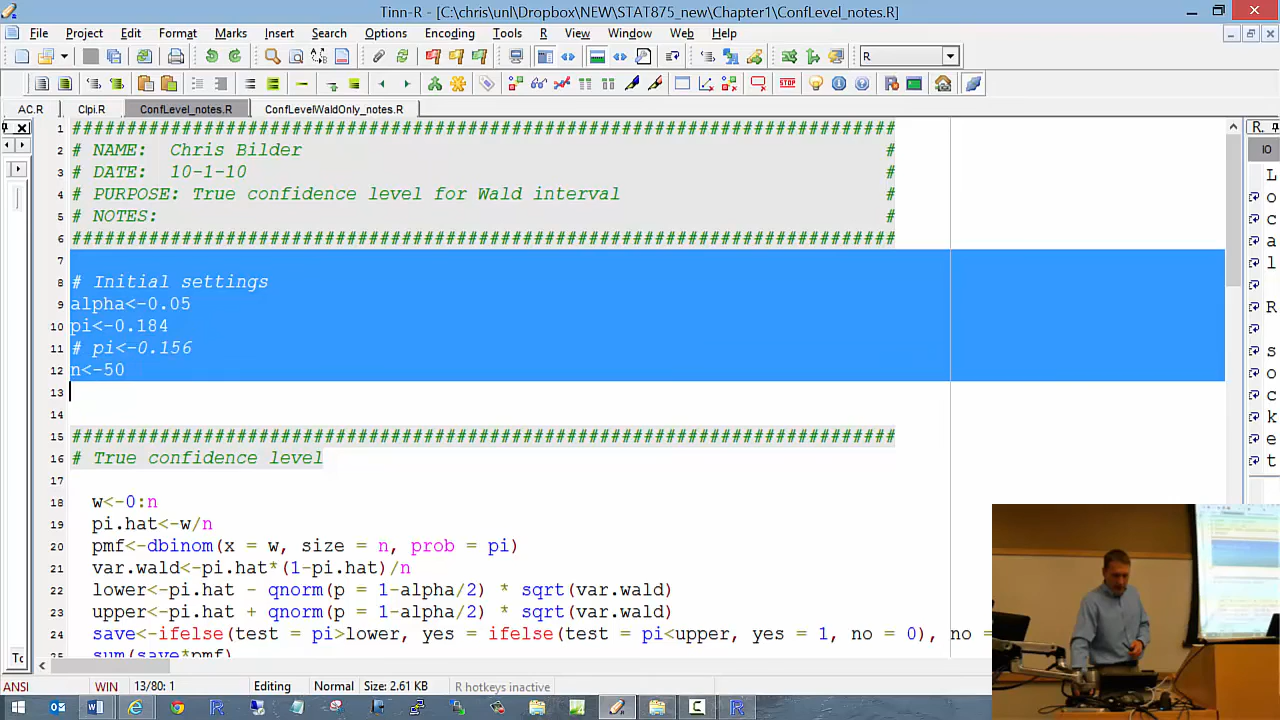 Tinn-R - [C:\chris\unl\Dropbox\NEW\STAT875_new\Chapter1\ConfLevel_notes.R]
File Project Edit Format Marks Insert Search Options Encoding Tools R View Window Web Help
R
AC.R CIpi.R ConfLevel_notes.R ConfLevelWaldOnly_notes.R
1 ##########################################################################
2 # NAME: Chris Bilder #
3 # DATE: 10-1-10 #
4 # PURPOSE: True confidence level for Wald interval #
5 # NOTES: #
6 ##########################################################################
7
8 # Initial settings
9 alpha<-0.05
10 pi<-0.184
11 # pi<-0.156
12 n<-50
13
14
15 ##########################################################################
16 # True confidence level
17
18 w<-0:n
19 pi.hat<-w/n
20 pmf<-dbinom(x = w, size = n, prob = pi)
21 var.wald<-pi.hat*(1-pi.hat)/n
22 lower<-pi.hat - qnorm(p = 1-alpha/2) * sqrt(var.wald)
23 upper<-pi.hat + qnorm(p = 1-alpha/2) * sqrt(var.wald)
24 save<-ifelse(test = pi>lower, yes = ifelse(test = pi<upper, yes = 1, no = 0), no =
25 sum(save*pmf)
R.
IO
L
o
c
a
l
R
s
o
c
k
e
t
Tc
ANSI WIN 13/80: 1 Editing Normal Size: 2.61 KB R hotkeys inactive